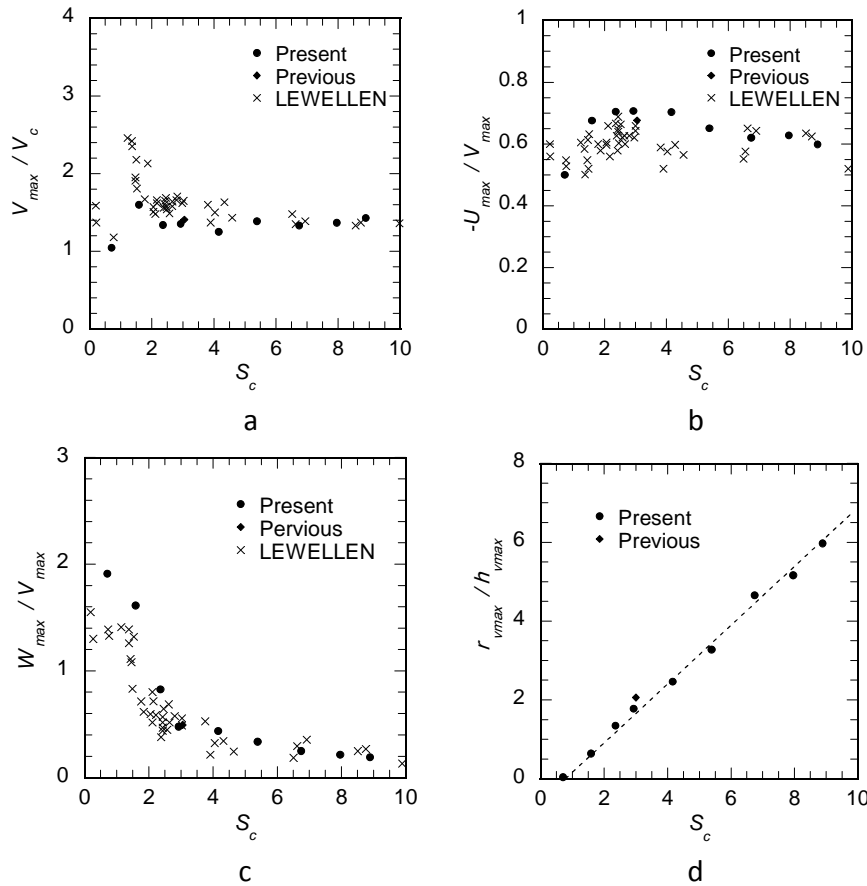 4
3
2
1
0
0 2 4 6 8 10
V_max / V_c
S_c
Present
Previous
LEWELLEN
a
1
0.8
0.6
0.4
0.2
0
0 2 4 6 8 10
-U_max / V_max
S_c
Present
Previous
LEWELLEN
b
3
2
1
0
0 2 4 6 8 10
W_max / V_max
S_c
Present
Pervious
LEWELLEN
c
8
6
4
2
0
0 2 4 6 8 10
r_vmax / h_vmax
S_c
Present
Previous
d